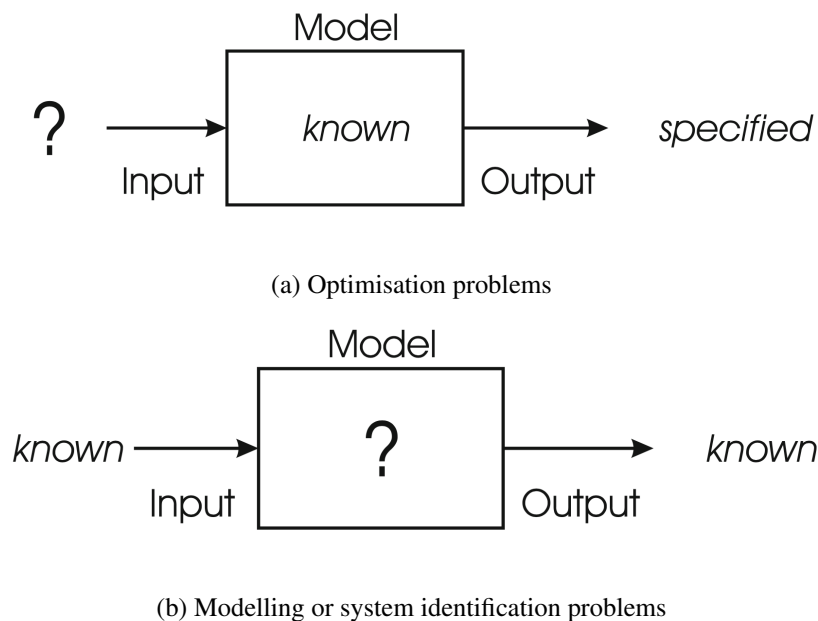 Model
? known specified
Input Output
(a) Optimisation problems
Model
known ? known
Input Output
(b) Modelling or system identification problems